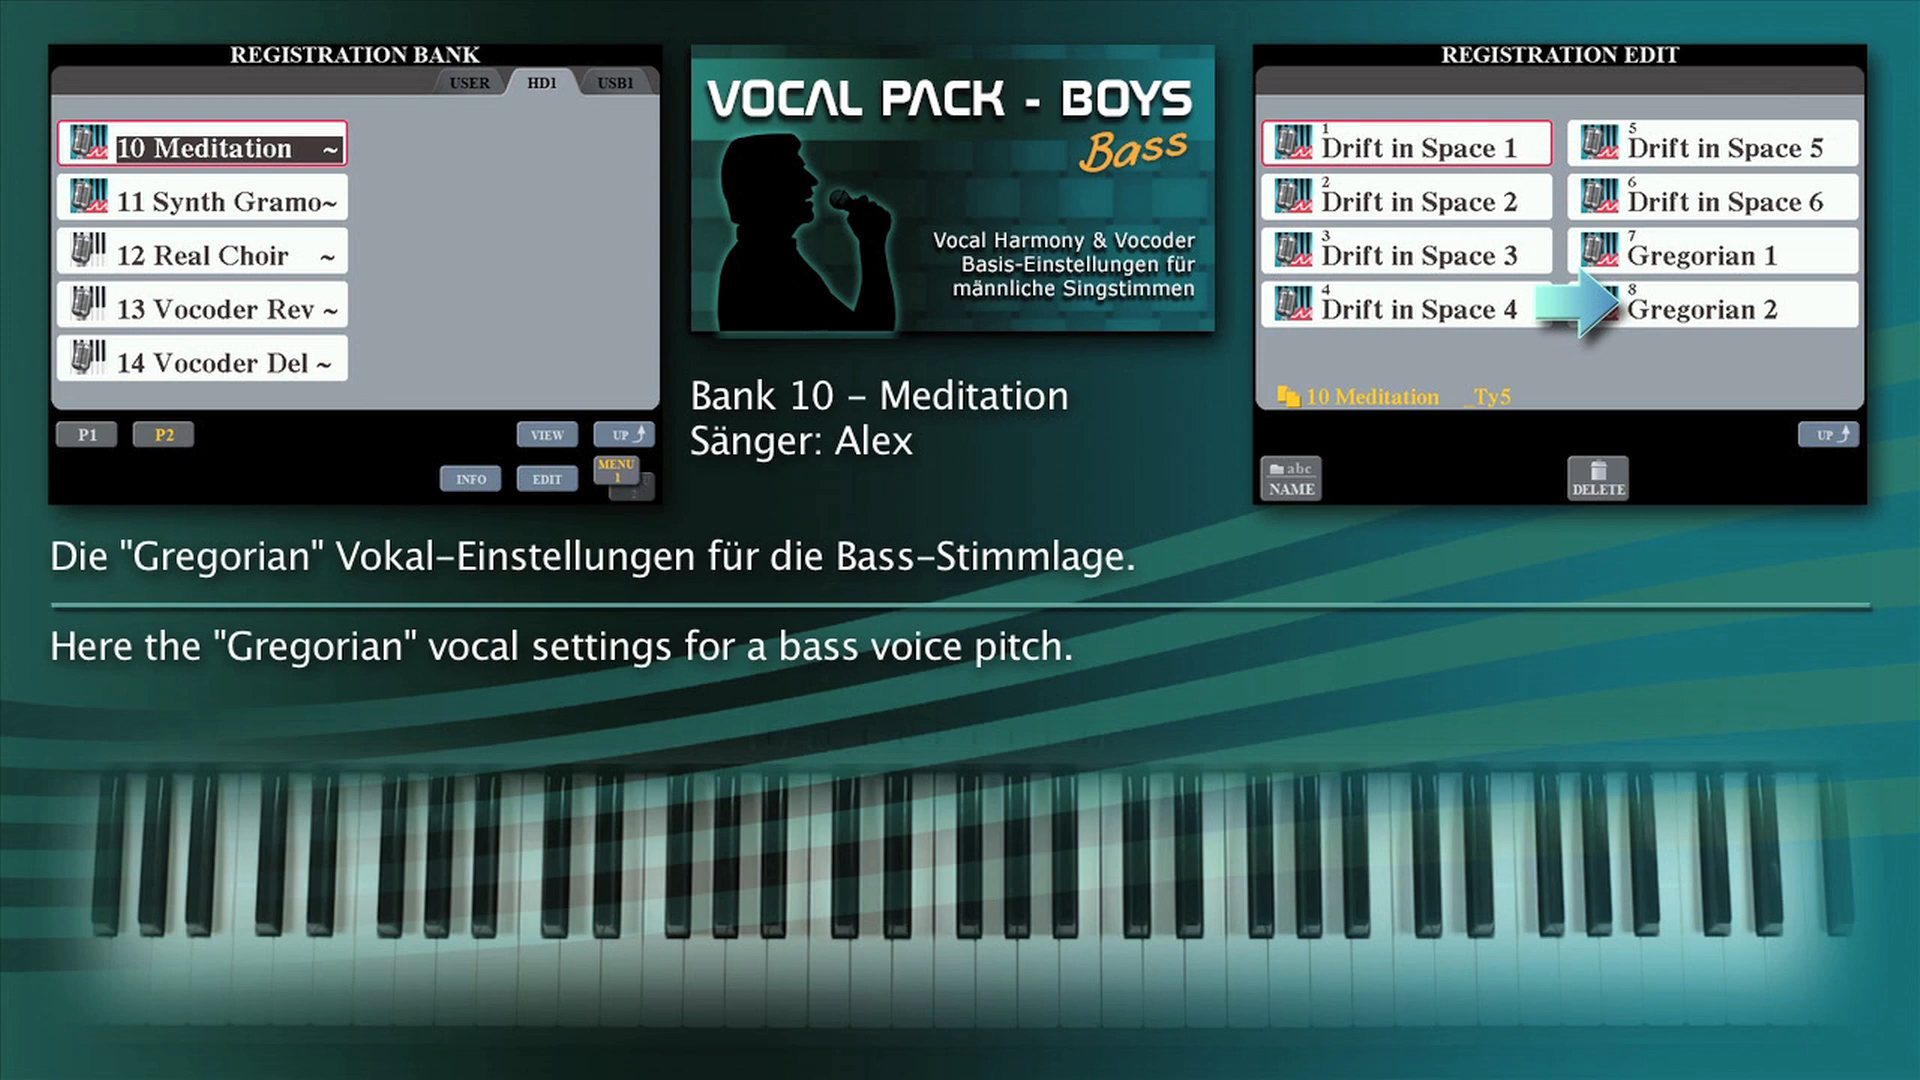 REGISTRATION BANK
USER HD1 USB1
10 Meditation ~
11 Synth Gramo~
12 Real Choir ~
13 Vocoder Rev ~
14 Vocoder Del ~
P1 P2 VIEW UP
INFO EDIT MENU
1
2
VOCAL PACK - BOYS
Bass
Vocal Harmony & Vocoder
Basis-Einstellungen für
männliche Singstimmen
Bank 10 - Meditation
Sänger: Alex
REGISTRATION EDIT
1 Drift in Space 1
2 Drift in Space 2
3 Drift in Space 3
4 Drift in Space 4
5 Drift in Space 5
6 Drift in Space 6
7 Gregorian 1
8 Gregorian 2
10 Meditation _Ty5
UP
abc
NAME
DELETE
Die "Gregorian" Vokal-Einstellungen für die Bass-Stimmlage.
Here the "Gregorian" vocal settings for a bass voice pitch.